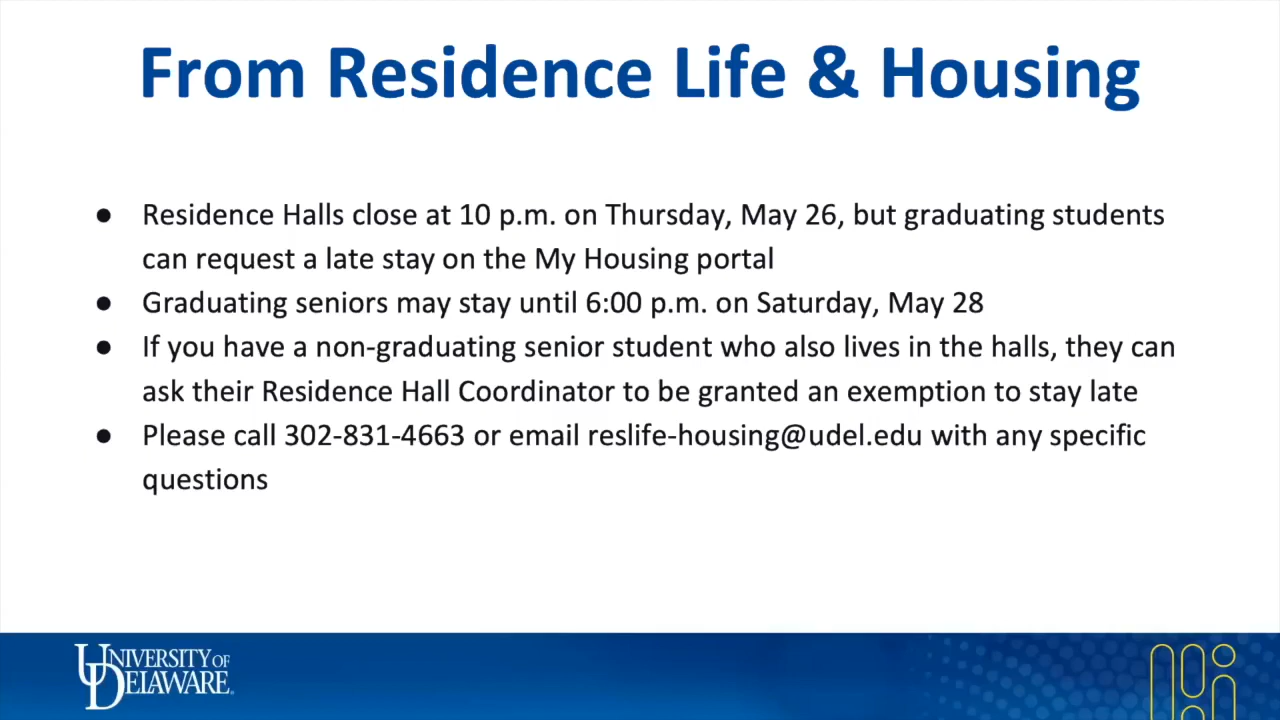 From Residence Life & Housing
● Residence Halls close at 10 p.m. on Thursday, May 26, but graduating students
can request a late stay on the My Housing portal
● Graduating seniors may stay until 6:00 p.m. on Saturday, May 28
● If you have a non-graduating senior student who also lives in the halls, they can
ask their Residence Hall Coordinator to be granted an exemption to stay late
● Please call 302-831-4663 or email reslife-housing@udel.edu with any specific
questions
UNIVERSITY OF
DELAWARE.